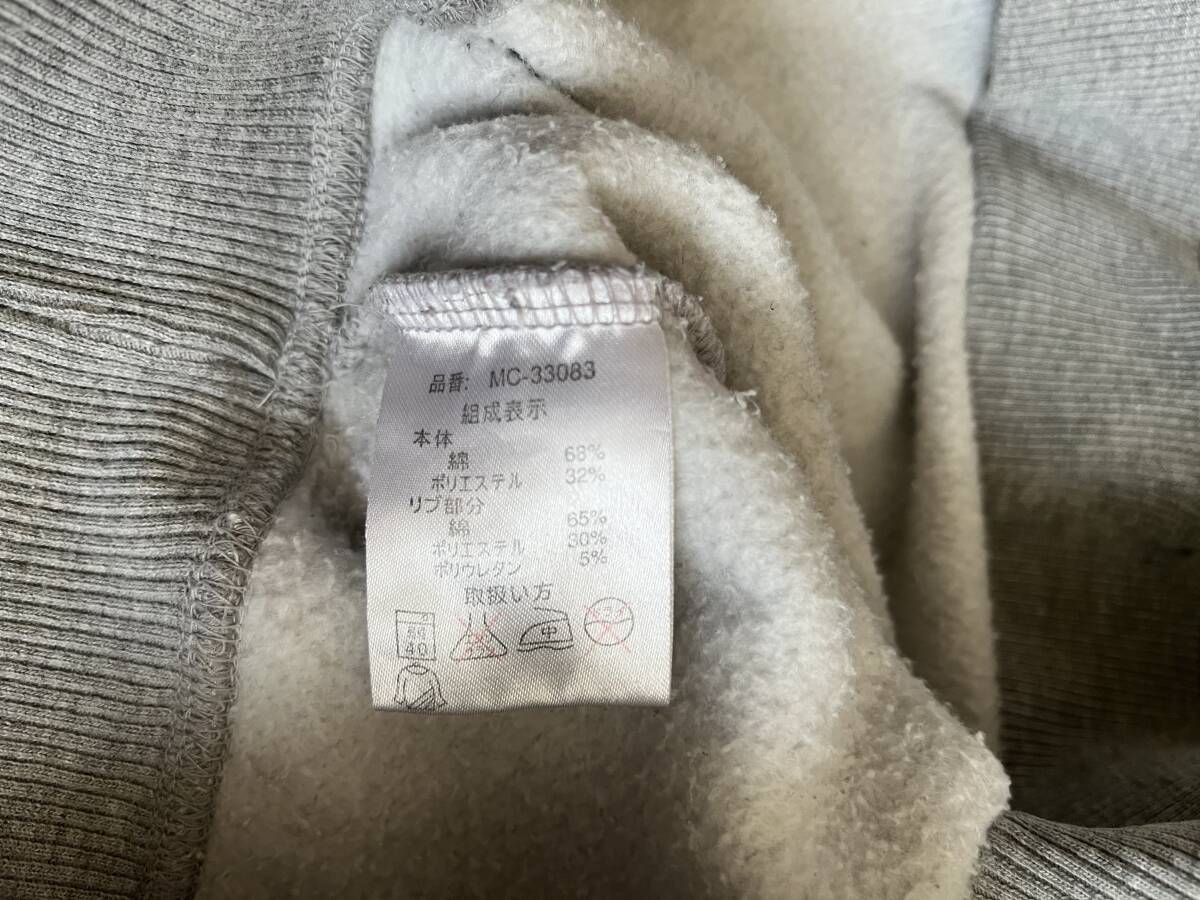 品番: MC-33083
組成表示
本体
綿 68%
ポリエステル 32%
リブ部分
綿 65%
ポリエステル 30%
ポリウレタン 5%
取扱い方
40 中